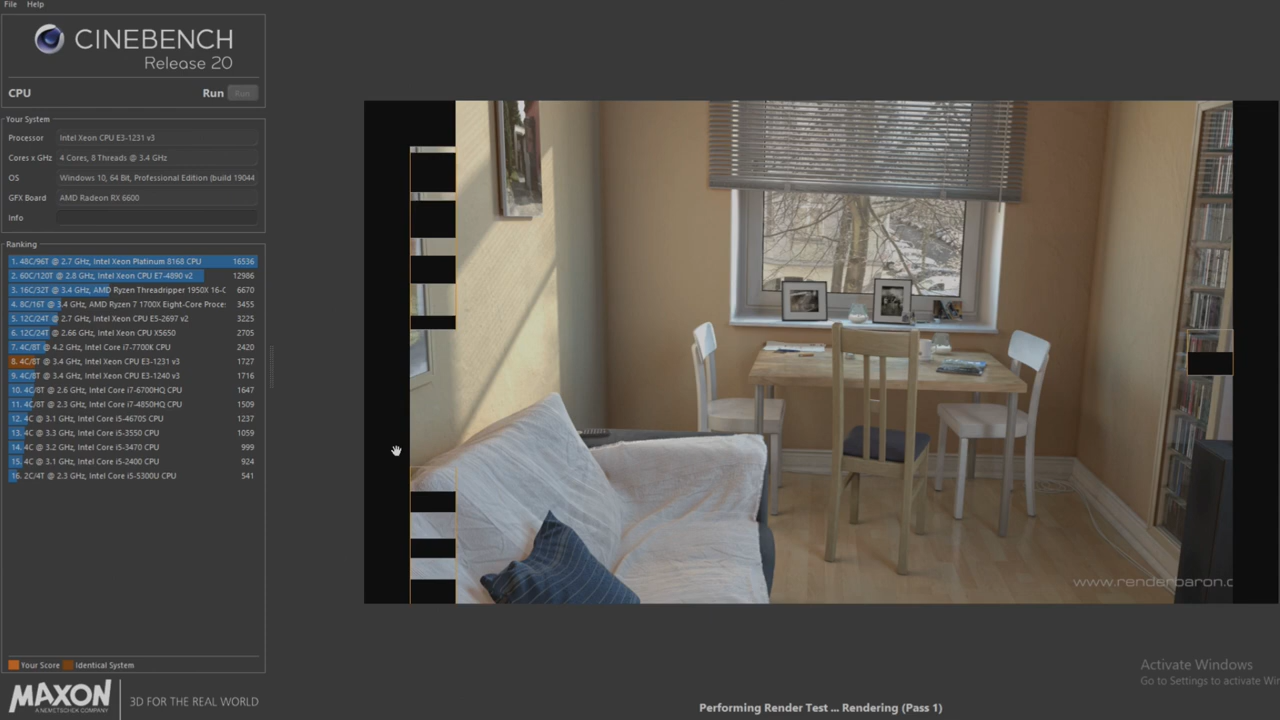 File Help
CINEBENCH
Release 20
CPU Run Run
Your System
Processor Intel Xeon CPU E3-1231 v3
Cores x GHz 4 Cores, 8 Threads @ 3.4 GHz
OS Windows 10, 64 Bit, Professional Edition (build 19044
GFX Board AMD Radeon RX 6600
Info
Ranking
1. 48C/96T @ 2.7 GHz, Intel Xeon Platinum 8168 CPU 16536
2. 60C/120T @ 2.8 GHz, Intel Xeon CPU E7-4890 v2 12986
3. 16C/32T @ 3.4 GHz, AMD Ryzen Threadripper 1950X 16-C 6670
4. 8C/16T @ 3.4 GHz, AMD Ryzen 7 1700X Eight-Core Proce: 3455
5. 12C/24T @ 2.7 GHz, Intel Xeon CPU E5-2697 v2 3225
6. 12C/24T @ 2.66 GHz, Intel Xeon CPU X5650 2705
7. 4C/8T @ 4.2 GHz, Intel Core i7-7700K CPU 2420
8. 4C/8T @ 3.4 GHz, Intel Xeon CPU E3-1231 v3 1727
9. 4C/8T @ 3.4 GHz, Intel Xeon CPU E3-1240 v3 1716
10. 4C/8T @ 2.6 GHz, Intel Core i7-6700HQ CPU 1647
11. 4C/8T @ 2.3 GHz, Intel Core i7-4850HQ CPU 1509
12. 4C @ 3.1 GHz, Intel Core i5-4670S CPU 1237
13. 4C @ 3.3 GHz, Intel Core i5-3550 CPU 1059
14. 4C @ 3.2 GHz, Intel Core i5-3470 CPU 999
15. 4C @ 3.1 GHz, Intel Core i5-2400 CPU 924
16. 2C/4T @ 2.3 GHz, Intel Core i5-5300U CPU 541
www.renderbaron.c
Your Score Identical System
Activate Windows
Go to Settings to activate Win
MAXON
A NEMETSCHEK COMPANY
3D FOR THE REAL WORLD
Performing Render Test ... Rendering (Pass 1)